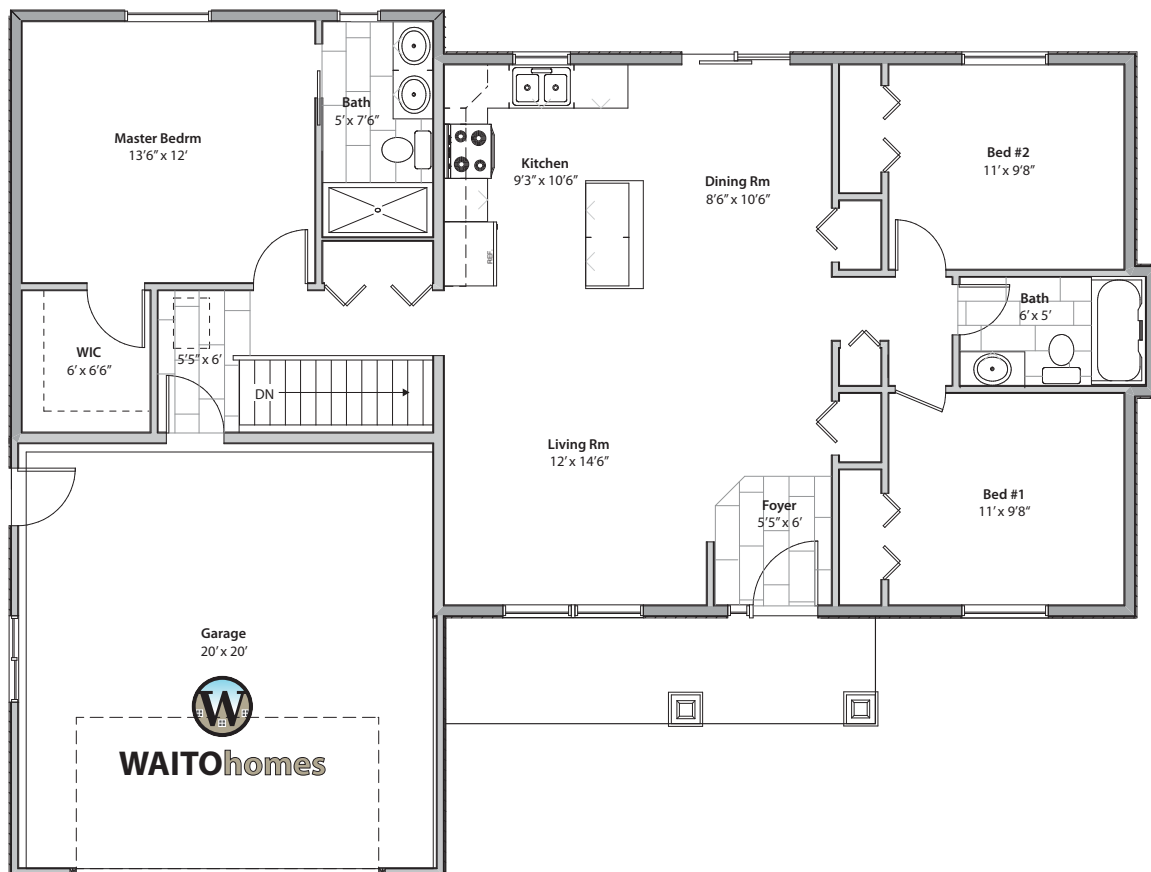 Master Bedrm
13'6" x 12'
Bath
5' x 7'6"
Kitchen
9'3" x 10'6"
Dining Rm
8'6" x 10'6"
Bed #2
11' x 9'8"
REF.
WIC
6' x 6'6"
5'5" x 6'
DN
Bath
6' x 5'
Living Rm
12' x 14'6"
Foyer
5'5" x 6'
Bed #1
11' x 9'8"
Garage
20' x 20'
W
WAITOhomes